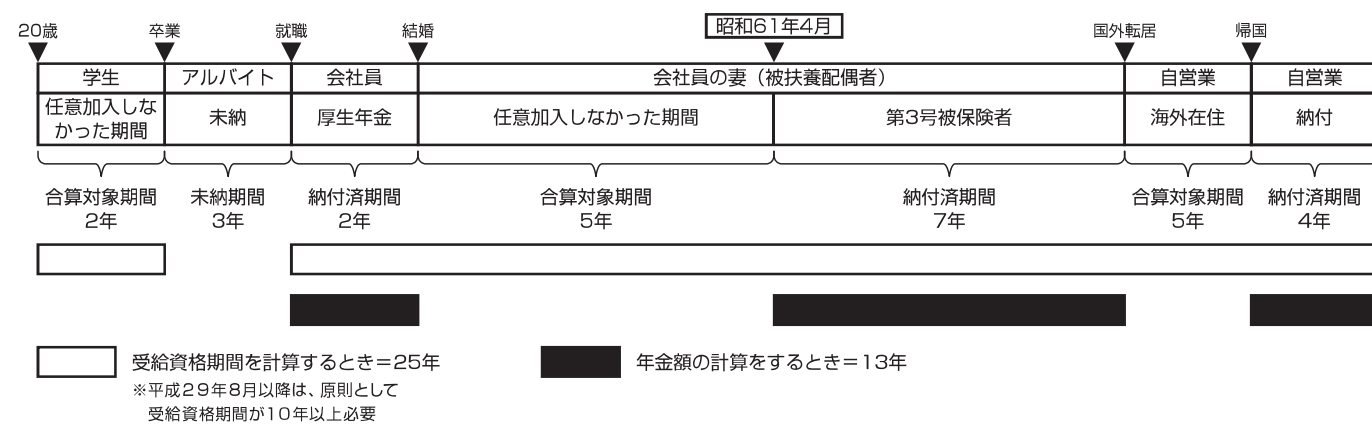 20歳 卒業 就職 結婚 昭和61年4月 国外転居 帰国
学生 アルバイト 会社員 会社員の妻（被扶養配偶者） 自営業 自営業
任意加入しな
かった期間
未納 厚生年金 任意加入しなかった期間 第3号被保険者 海外在住 納付
合算対象期間 未納期間 納付済期間 合算対象期間 納付済期間 合算対象期間 納付済期間
2年 3年 2年 5年 7年 5年 4年
受給資格期間を計算するとき＝25年 年金額の計算をするとき＝13年
※平成29年8月以降は、原則として
受給資格期間が10年以上必要